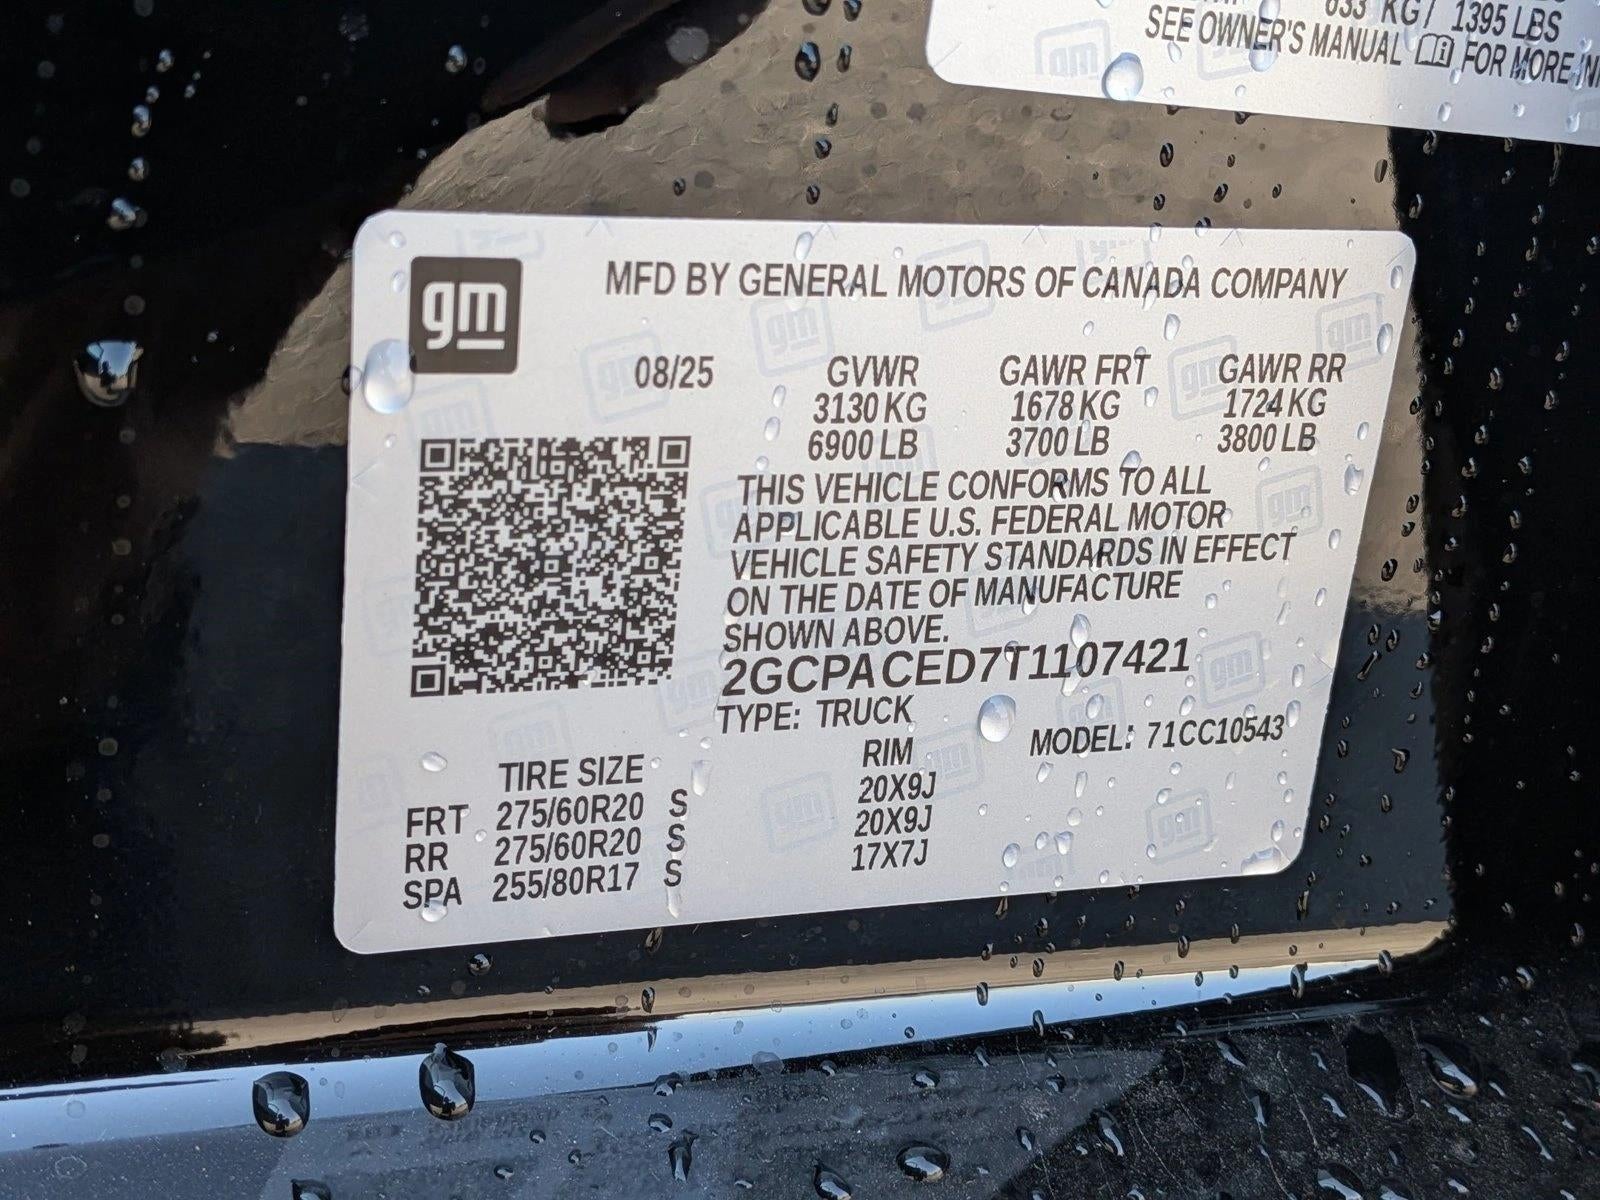 633 KG / 1395 LBS
SEE OWNER'S MANUAL FOR MORE
gm
MFD BY GENERAL MOTORS OF CANADA COMPANY
08/25 GVWR GAWR FRT GAWR RR
3130 KG 1678 KG 1724 KG
6900 LB 3700 LB 3800 LB
THIS VEHICLE CONFORMS TO ALL
APPLICABLE U.S. FEDERAL MOTOR
VEHICLE SAFETY STANDARDS IN EFFECT
ON THE DATE OF MANUFACTURE
SHOWN ABOVE.
2GCPACED7T1107421
TYPE: TRUCK
MODEL: 71CC10543
TIRE SIZE RIM
FRT 275/60R20 S 20X9J
RR 275/60R20 S 20X9J
SPA 255/80R17 S 17X7J